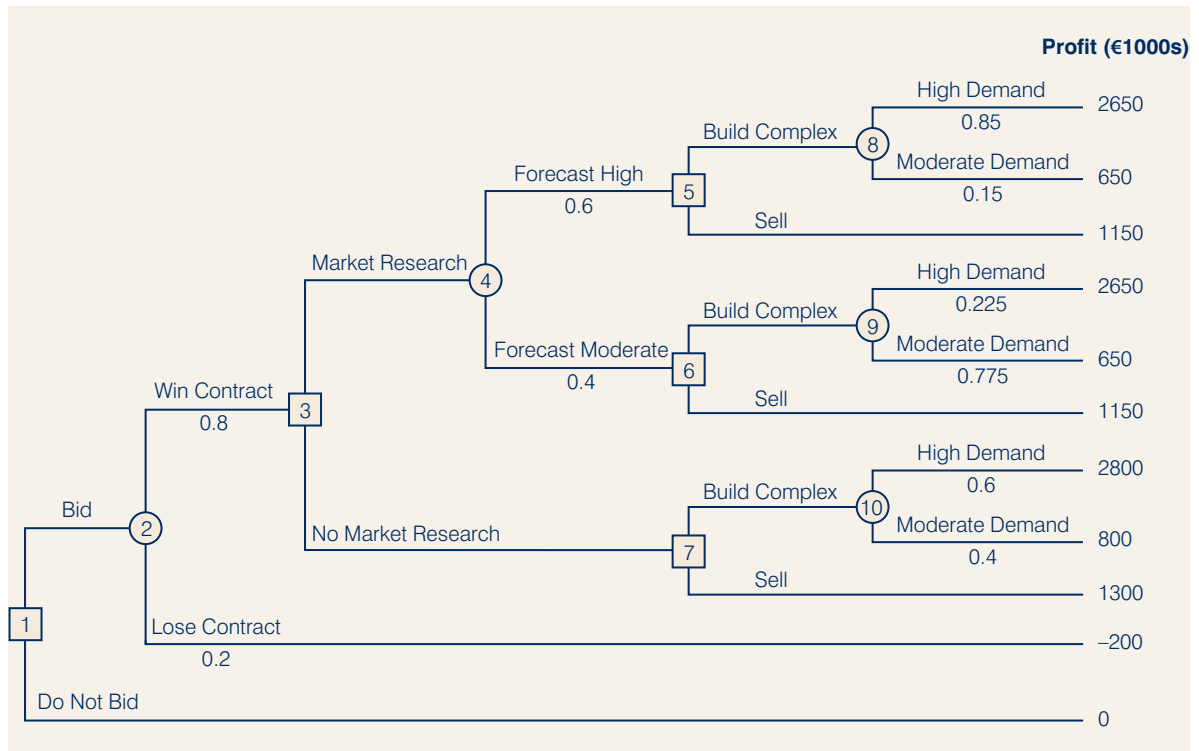 Profit (€1000s)
High Demand
2650
0.85
Build Complex
8
Moderate Demand
650
0.15
Forecast High
0.6
5
Sell
1150
Market Research
4
High Demand
2650
0.225
Build Complex
9
Moderate Demand
650
0.775
Forecast Moderate
0.4
6
Sell
1150
Win Contract
0.8
3
High Demand
2800
0.6
Build Complex
10
Moderate Demand
800
0.4
No Market Research
7
Sell
1300
Bid
2
1
Lose Contract
0.2
–200
Do Not Bid
0